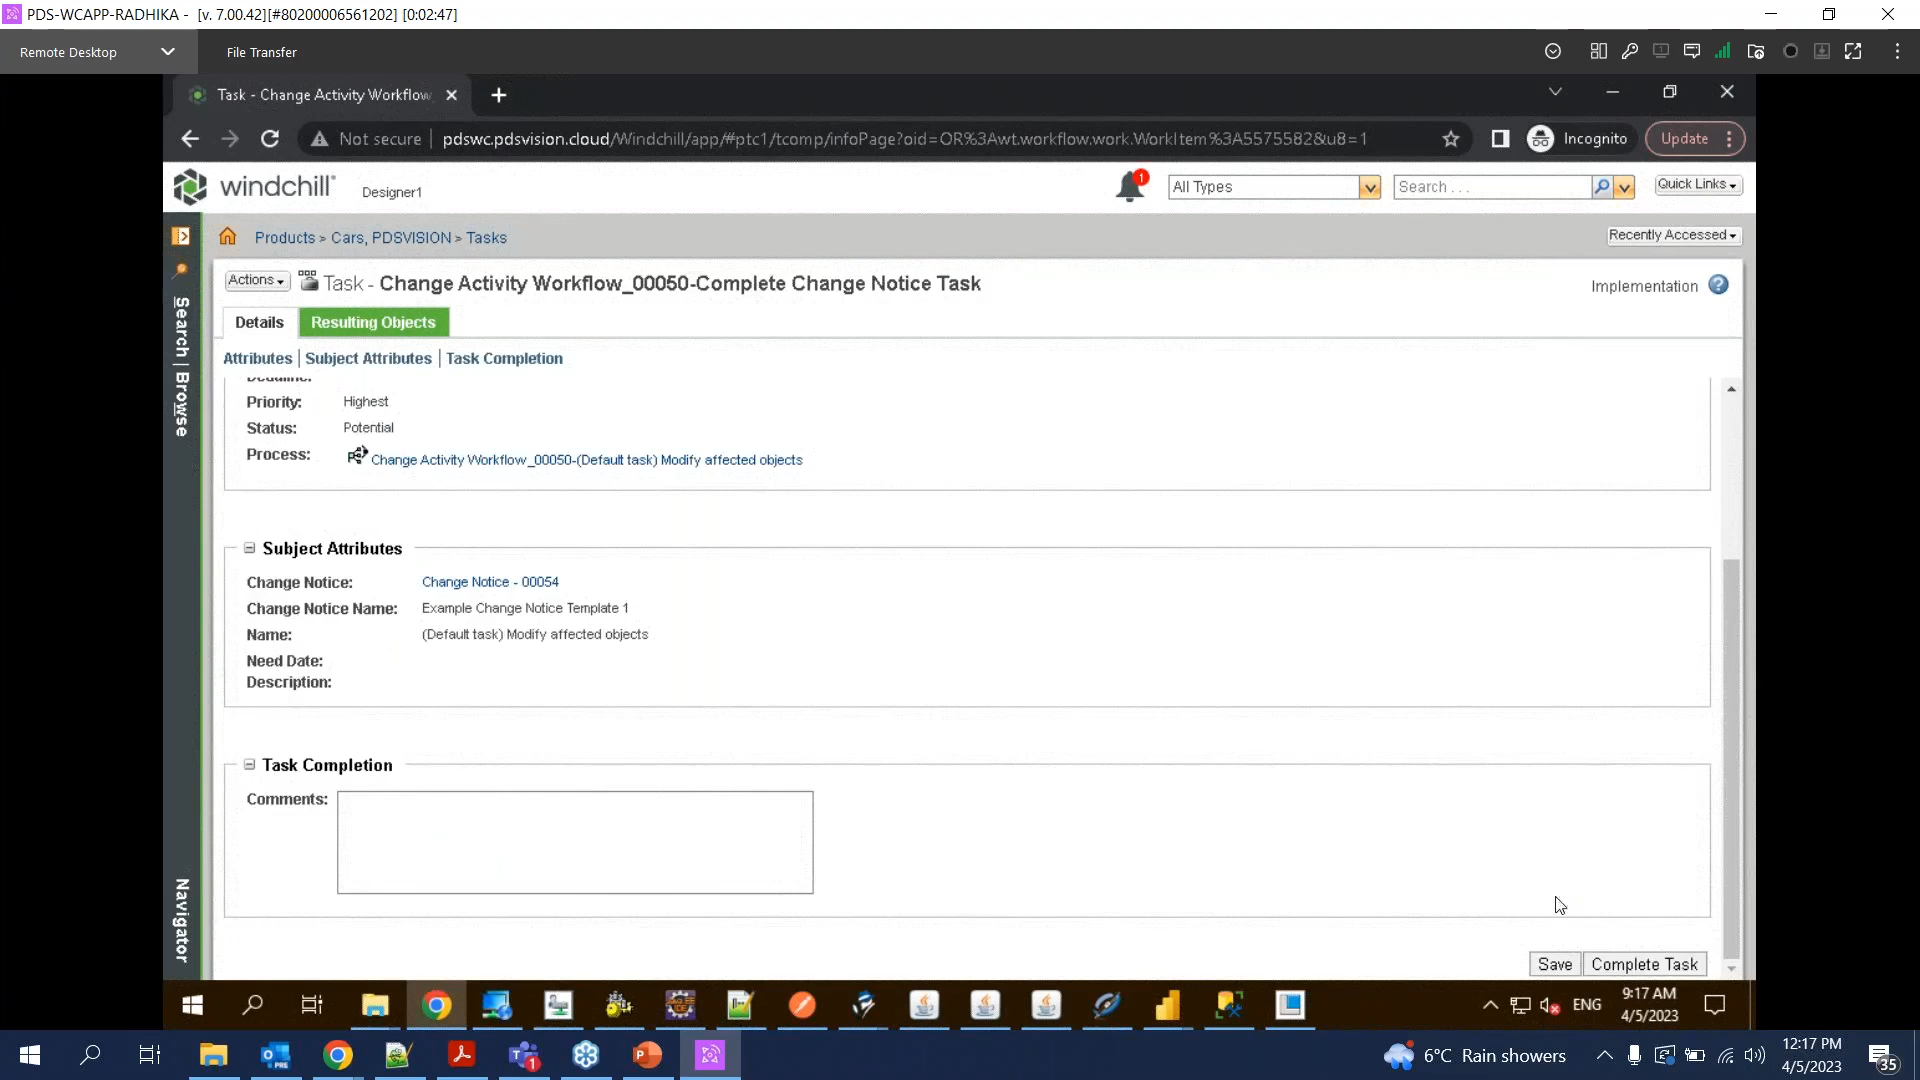 PDS-WCAPP-RADHIKA - [v. 7.00.42][#80200006561202] [0:02:47]
Remote Desktop
File Transfer
Task - Change Activity Workflow
Not secure
pdswc.pdsvision.cloud/Windchill/app/#ptc1/tcomp/infoPage?oid=OR%3Awt.workflow.work.WorkItem%3A5575582&u8=1
Incognito
Update
windchill
Designer1
1
All Types
Search . . .
Quick Links
Products > Cars, PDSVISION > Tasks
Recently Accessed
Actions
Task - Change Activity Workflow_00050-Complete Change Notice Task
Implementation
Details
Resulting Objects
Attributes | Subject Attributes | Task Completion
Search | Browse
Navigator
Deadline:
Priority: Highest
Status: Potential
Process: Change Activity Workflow_00050-(Default task) Modify affected objects
Subject Attributes
Change Notice: Change Notice - 00054
Change Notice Name: Example Change Notice Template 1
Name: (Default task) Modify affected objects
Need Date:
Description:
Task Completion
Comments:
Save
Complete Task
ENG
9:17 AM
4/5/2023
6°C Rain showers
12:17 PM
4/5/2023
35